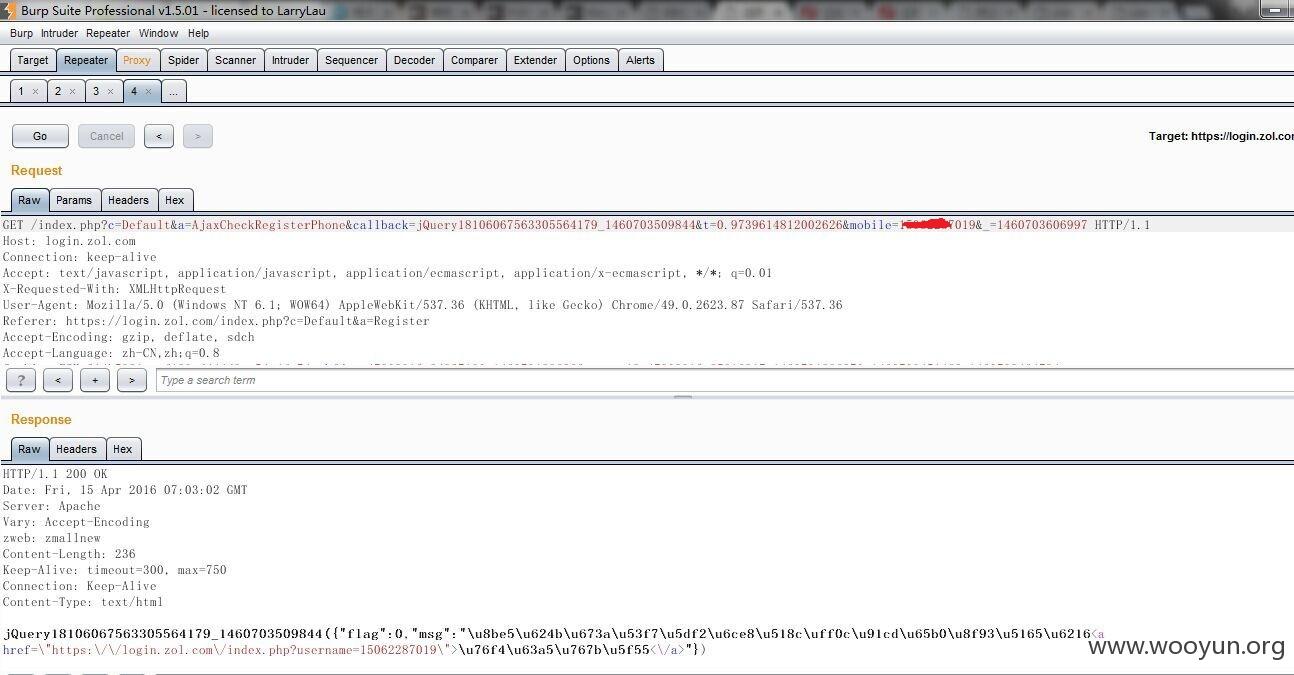 Burp Suite Professional v1.5.01 - licensed to LarryLau
Burp Intruder Repeater Window Help
Target Repeater Proxy Spider Scanner Intruder Sequencer Decoder Comparer Extender Options Alerts
1 × 2 × 3 × 4 × ...
Go Cancel < >
Target: https://login.zol.com
Request
Raw Params Headers Hex
GET /index.php?c=Default&a=AjaxCheckRegisterPhone&callback=jQuery18106067563305564179_1460703509844&t=0.9739614812002626&mobile= 019&_=1460703606997 HTTP/1.1
Host: login.zol.com
Connection: keep-alive
Accept: text/javascript, application/javascript, application/ecmascript, application/x-ecmascript, */*; q=0.01
X-Requested-With: XMLHttpRequest
User-Agent: Mozilla/5.0 (Windows NT 6.1; WOW64) AppleWebKit/537.36 (KHTML, like Gecko) Chrome/49.0.2623.87 Safari/537.36
Referer: https://login.zol.com/index.php?c=Default&a=Register
Accept-Encoding: gzip, deflate, sdch
Accept-Language: zh-CN,zh;q=0.8
? < + > Type a search term
Response
Raw Headers Hex
HTTP/1.1 200 OK
Date: Fri, 15 Apr 2016 07:03:02 GMT
Server: Apache
Vary: Accept-Encoding
zweb: zmallnew
Content-Length: 236
Keep-Alive: timeout=300, max=750
Connection: Keep-Alive
Content-Type: text/html
jQuery18106067563305564179_1460703509844({"flag":0,"msg":"\u8be5\u624b\u673a\u53f7\u5df2\u6ce8\u518c\uff0c\u91cd\u65b0\u8f93\u5165\u6216<a
href=\"https:\/\/login.zol.com\/index.php?username=15062287019\">\u76f4\u63a5\u767b\u5f55<\/a>"})
www.wooyun.org